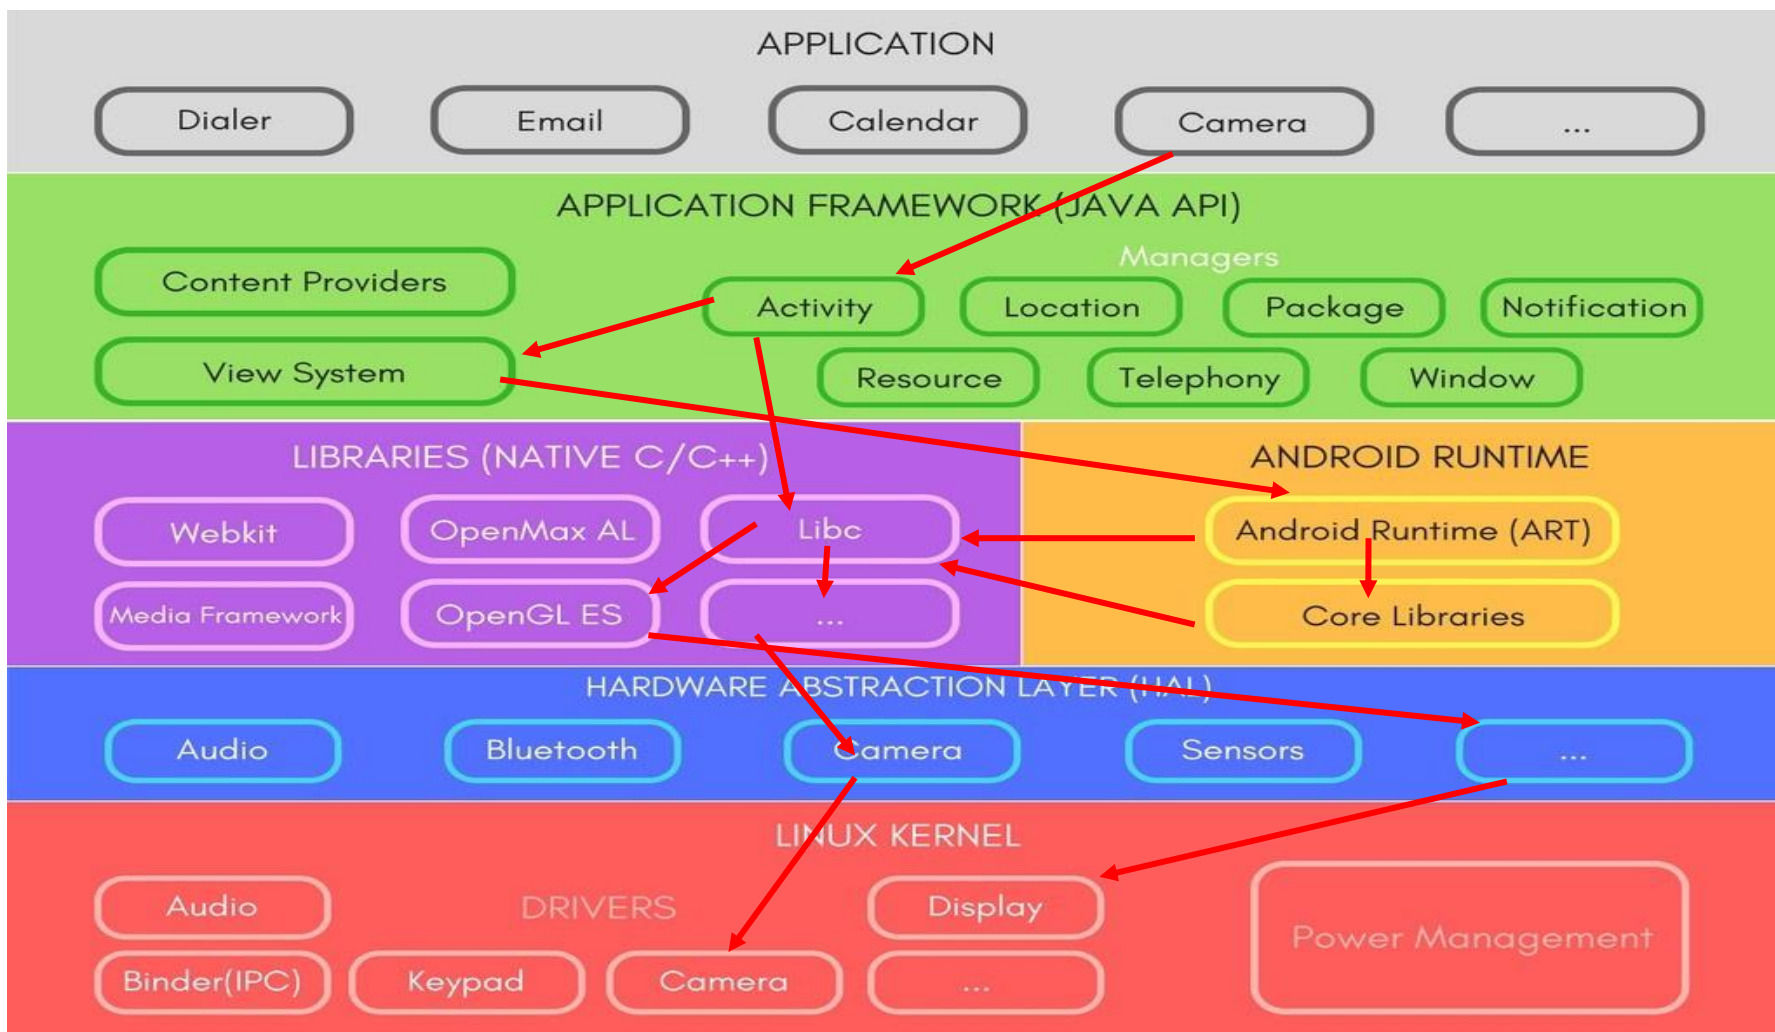 APPLICATION
Dialer
Email
Calendar
Camera
...
APPLICATION FRAMEWORK (JAVA API)
Managers
Content Providers
Activity
Location
Package
Notification
View System
Resource
Telephony
Window
LIBRARIES (NATIVE C/C++)
Webkit
OpenMax AL
Libc
Media Framework
OpenGL ES
...
ANDROID RUNTIME
Android Runtime (ART)
Core Libraries
HARDWARE ABSTRACTION LAYER (HAL)
Audio
Bluetooth
Camera
Sensors
...
LINUX KERNEL
Audio
DRIVERS
Display
Binder(IPC)
Keypad
Camera
...
Power Management